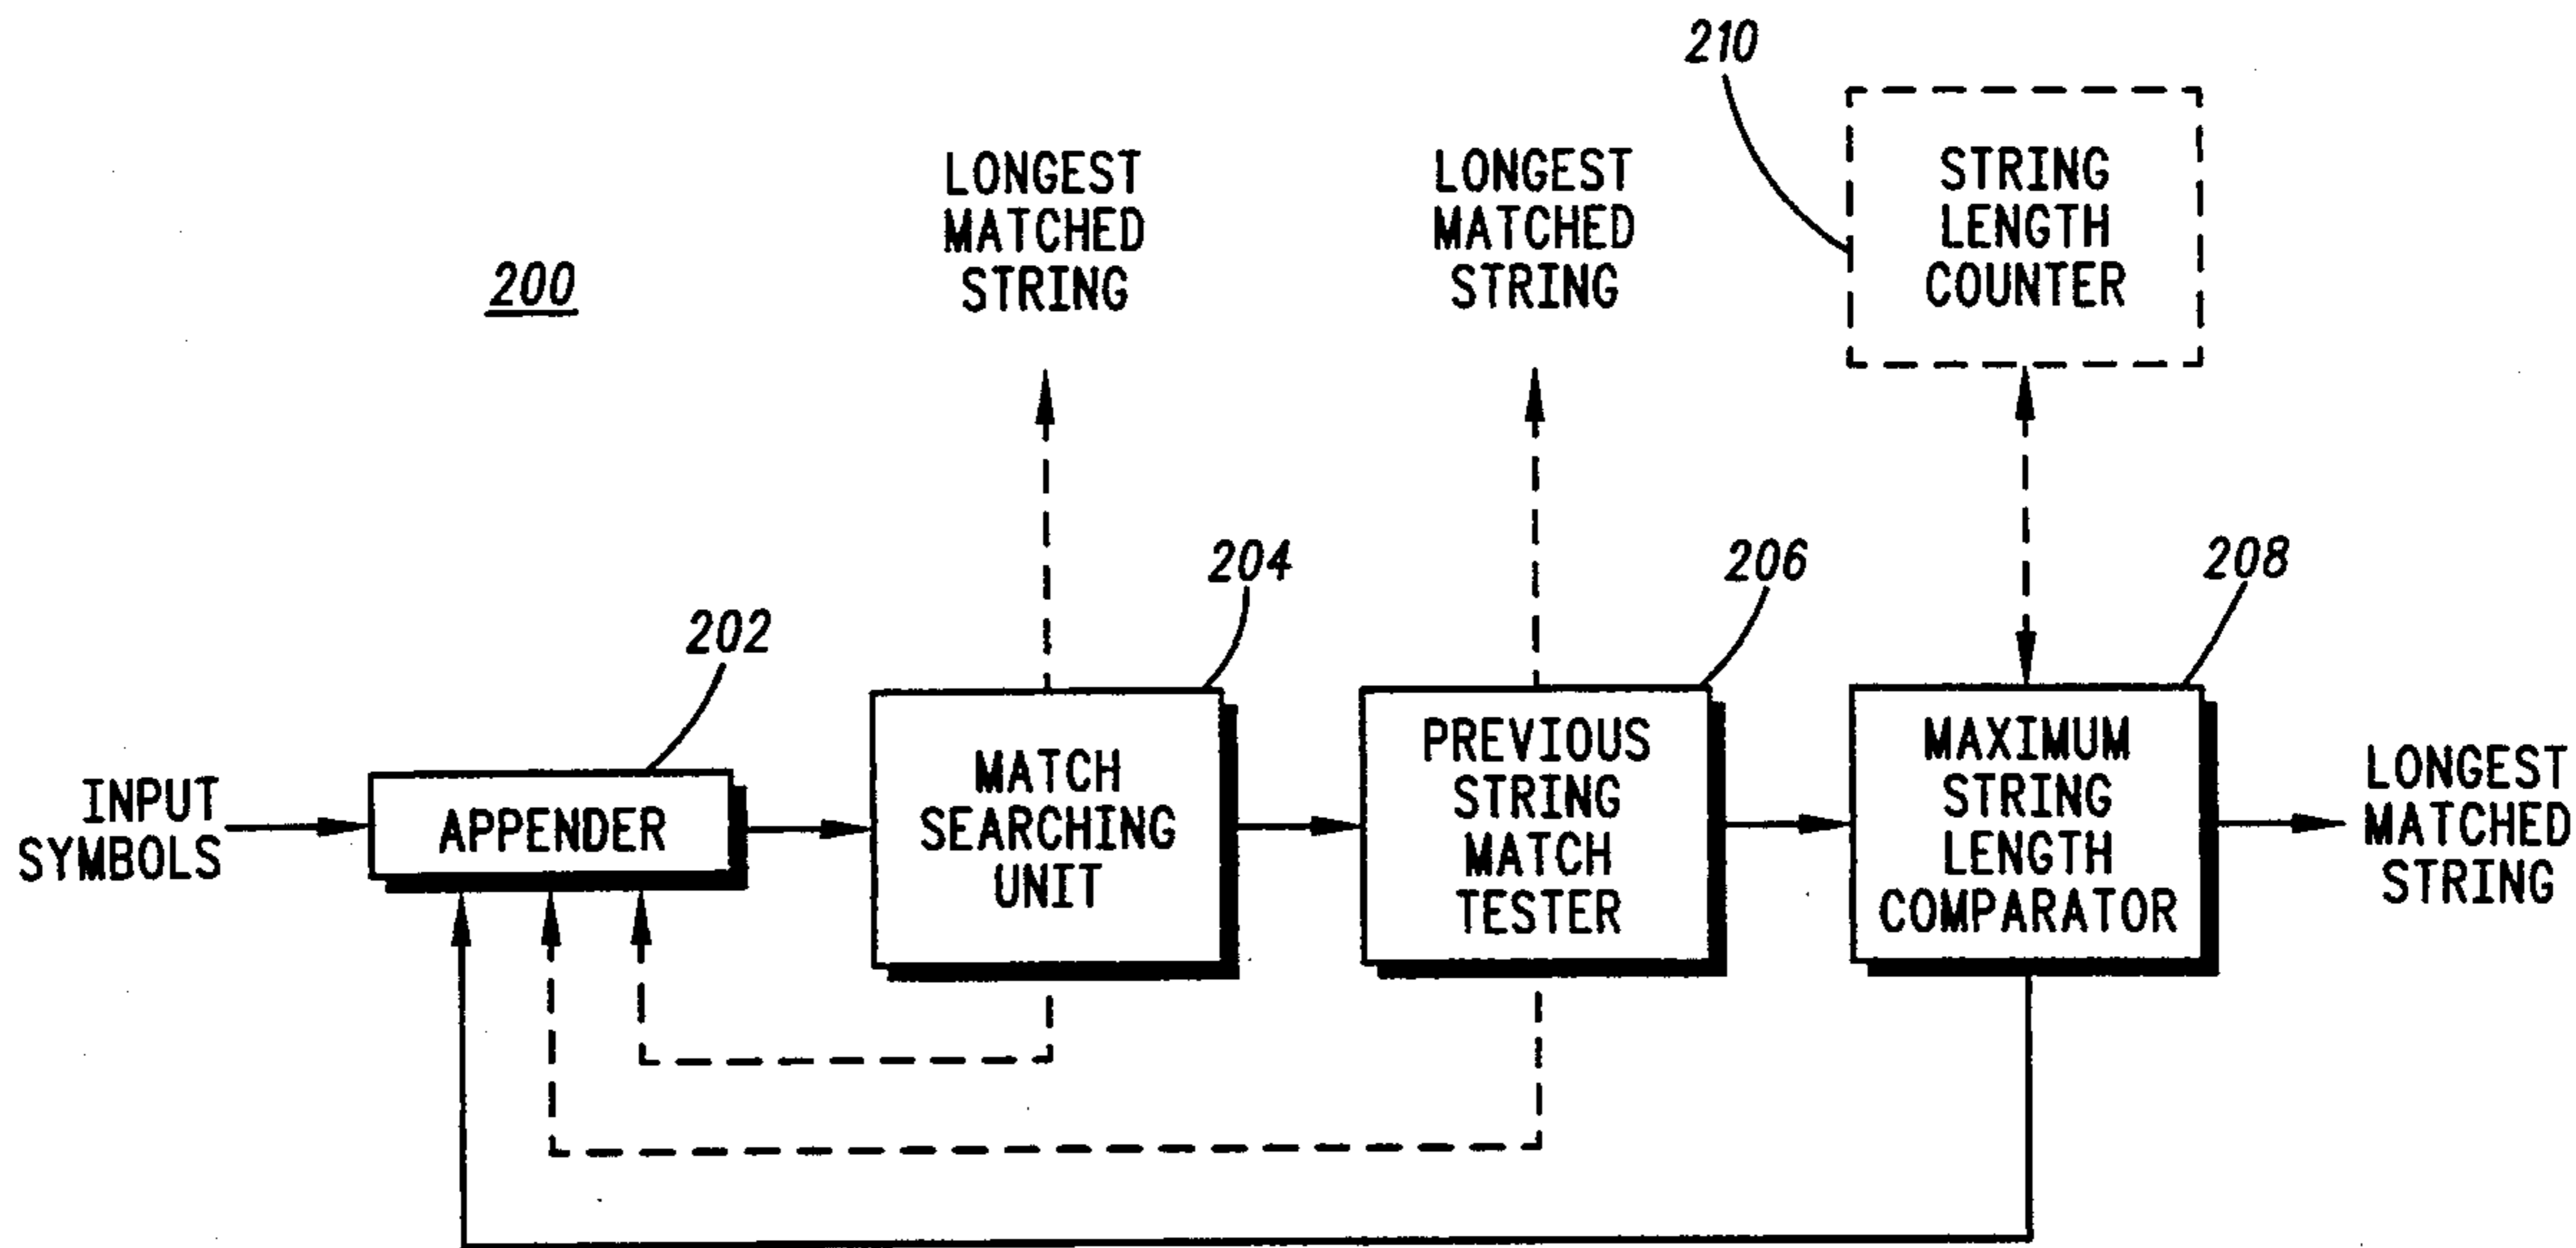 210
LONGEST
MATCHED
STRING
LONGEST
MATCHED
STRING
STRING
LENGTH
COUNTER
200
204
206
208
202
INPUT
SYMBOLS
APPENDER
MATCH
SEARCHING
UNIT
PREVIOUS
STRING
MATCH
TESTER
MAXIMUM
STRING
LENGTH
COMPARATOR
LONGEST
MATCHED
STRING